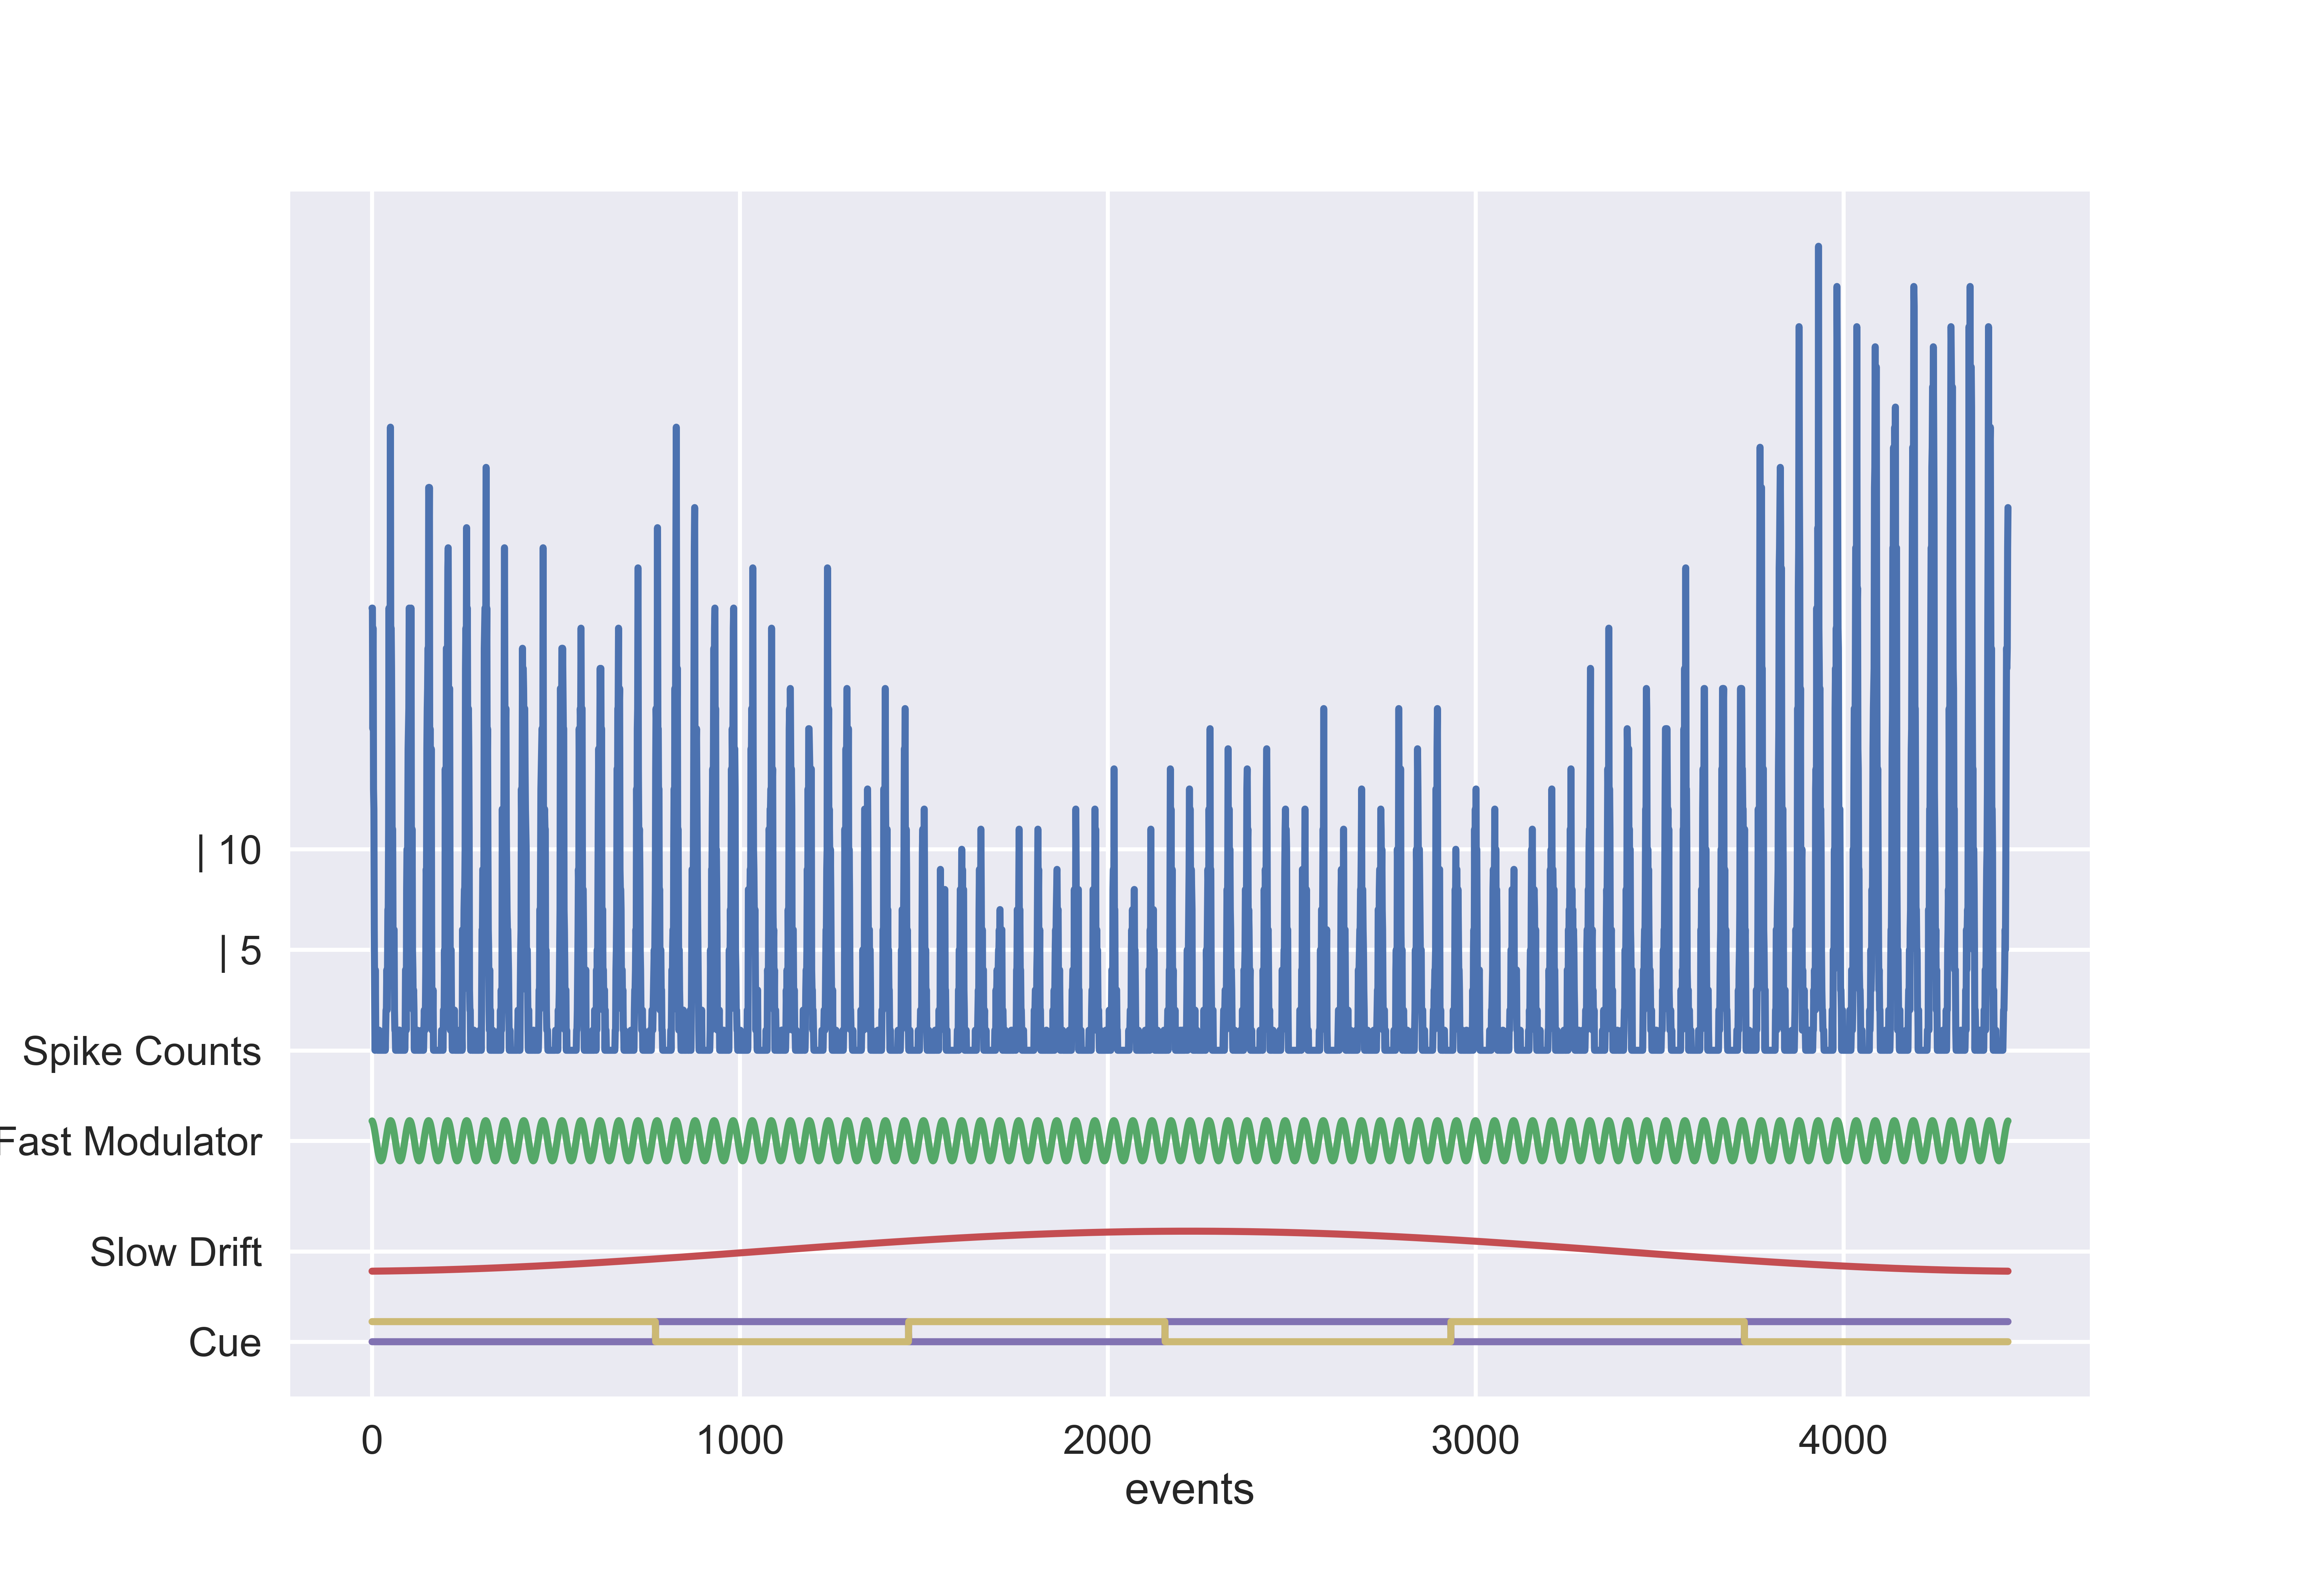 | 10
| 5
Spike Counts
Fast Modulator
Slow Drift
Cue
0 1000 2000 3000 4000
events